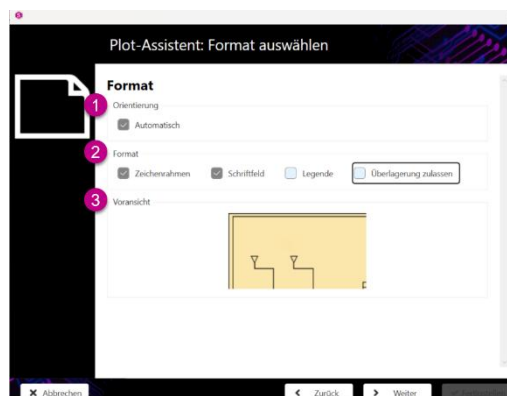 Plot-Assistent: Format auswählen
Format
1
Orientierung
Automatisch
2
Format
Zeichenrahmen Schriftfeld Legende Überlagerung zulassen
3
Voransicht
Abbrechen Zurück Weiter